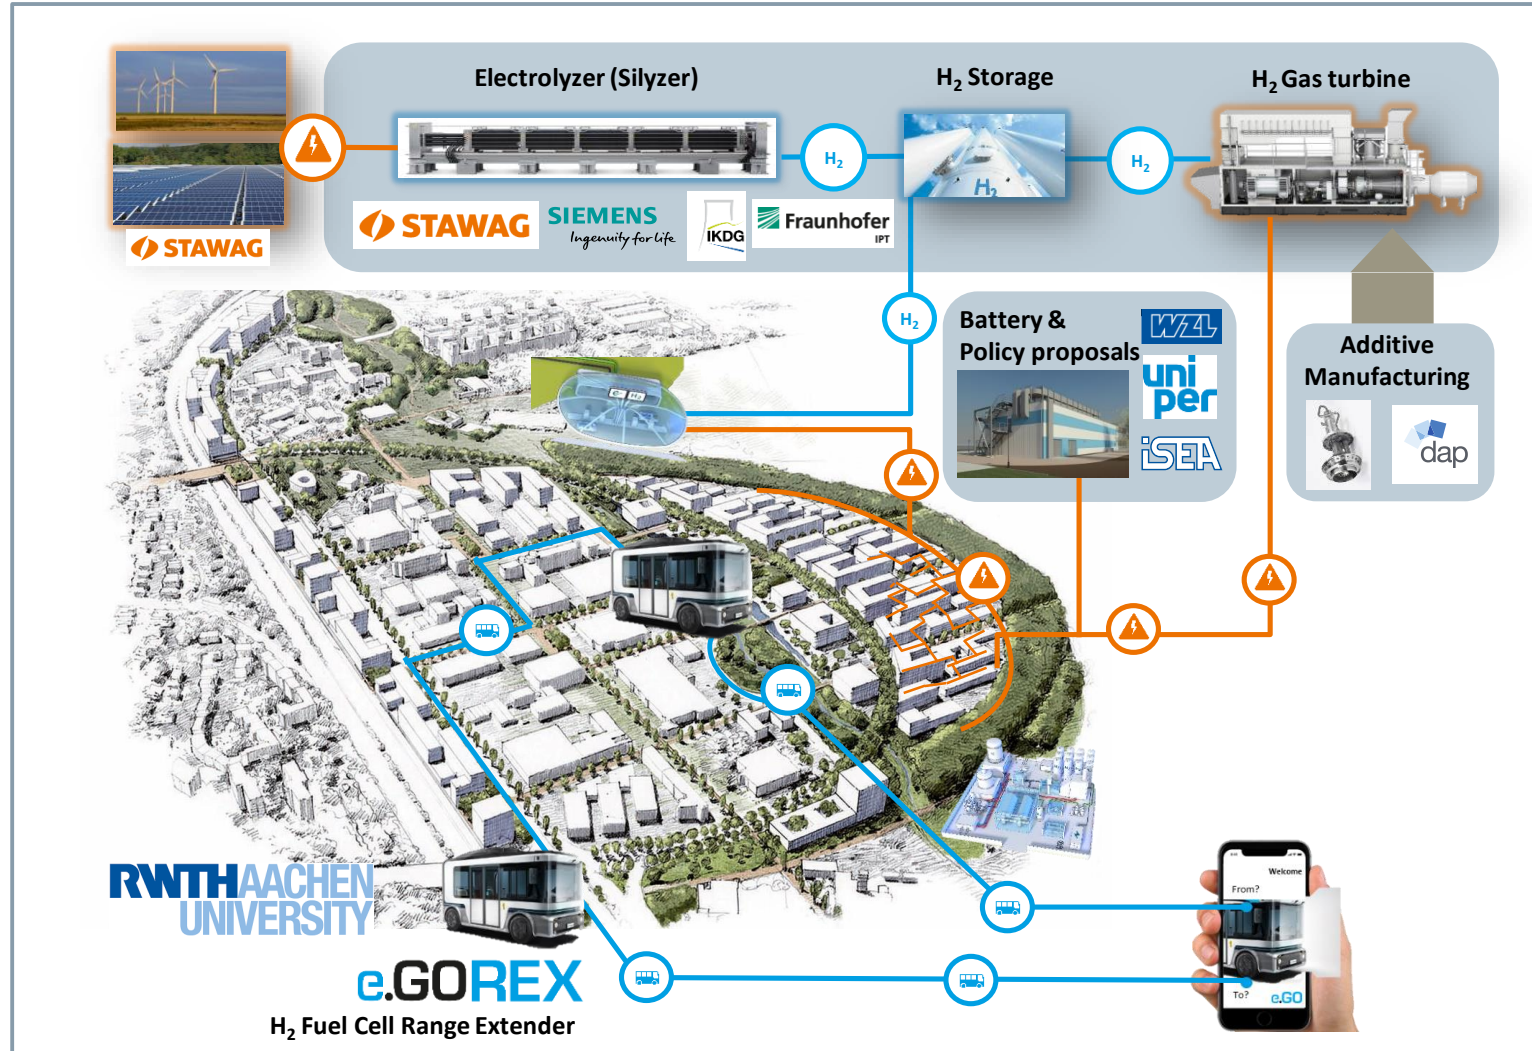 Electrolyzer (Silyzer)
H₂ Storage
H₂ Gas turbine
H₂
H₂
H₂
STAWAG
STAWAG
SIEMENS
Ingenuity for life
IKDG
Fraunhofer
IPT
H₂
Battery &
Policy proposals
WZL
uni
per
iSEA
Additive
Manufacturing
dap
e⁻ H₂
RWTHAACHEN
UNIVERSITY
e.GOREX
H₂ Fuel Cell Range Extender
Welcome
From?
To?
e.GO